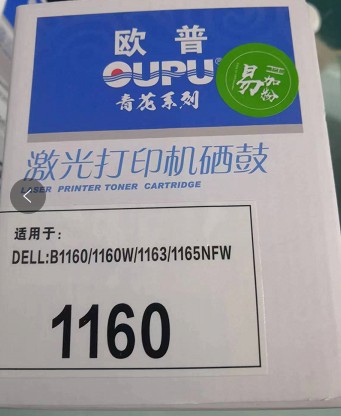 欧普
OUPU
青花系列
易加粉
激光打印机硒鼓
LASER PRINTER TONER CARTRIDGE
适用于:
DELL:B1160/1160W/1163/1165NFW
1160